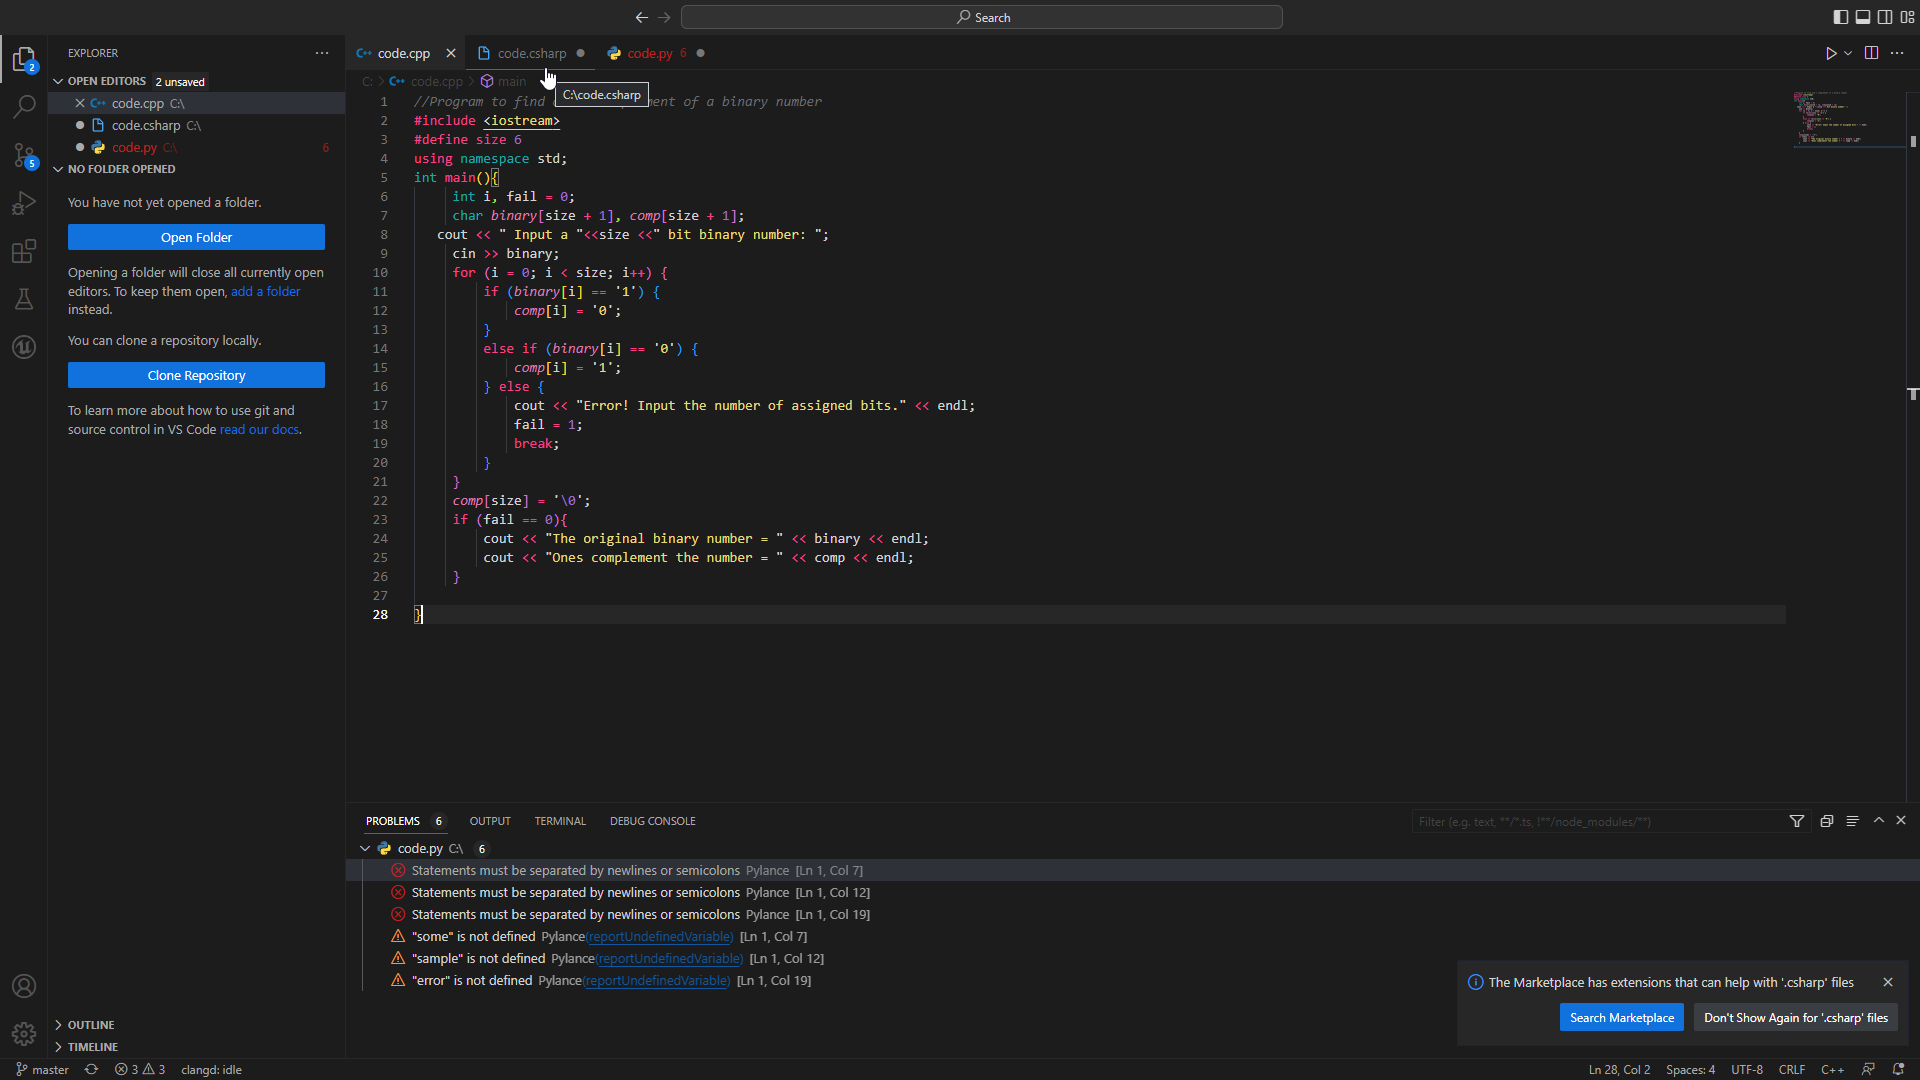 Search
EXPLORER
OPEN EDITORS 2 unsaved
code.cpp C:\
code.csharp C:\
code.py C:\ 6
NO FOLDER OPENED
You have not yet opened a folder.
Open Folder
Opening a folder will close all currently open
editors. To keep them open, add a folder
instead.
You can clone a repository locally.
Clone Repository
To learn more about how to use git and
source control in VS Code read our docs.
OUTLINE
TIMELINE
2
5
code.cpp
code.csharp
code.py 6
C: > code.cpp > main
C:\code.csharp
1 //Program to find ment of a binary number
2 #include <iostream>
3 #define size 6
4 using namespace std;
5 int main(){
6 int i, fail = 0;
7 char binary[size + 1], comp[size + 1];
8 cout << " Input a "<<size <<" bit binary number: ";
9 cin >> binary;
10 for (i = 0; i < size; i++) {
11 if (binary[i] == '1') {
12 comp[i] = '0';
13 }
14 else if (binary[i] == '0') {
15 comp[i] = '1';
16 } else {
17 cout << "Error! Input the number of assigned bits." << endl;
18 fail = 1;
19 break;
20 }
21 }
22 comp[size] = '\0';
23 if (fail == 0){
24 cout << "The original binary number = " << binary << endl;
25 cout << "Ones complement the number = " << comp << endl;
26 }
27
28 }
PROBLEMS 6 OUTPUT TERMINAL DEBUG CONSOLE
Filter (e.g. text, **/*.ts, !**/node_modules/**)
code.py C:\ 6
Statements must be separated by newlines or semicolons Pylance [Ln 1, Col 7]
Statements must be separated by newlines or semicolons Pylance [Ln 1, Col 12]
Statements must be separated by newlines or semicolons Pylance [Ln 1, Col 19]
"some" is not defined Pylance(reportUndefinedVariable) [Ln 1, Col 7]
"sample" is not defined Pylance(reportUndefinedVariable) [Ln 1, Col 12]
"error" is not defined Pylance(reportUndefinedVariable) [Ln 1, Col 19]
The Marketplace has extensions that can help with '.csharp' files
Search Marketplace
Don't Show Again for '.csharp' files
master 3 3 clangd: idle
Ln 28, Col 2 Spaces: 4 UTF-8 CRLF C++